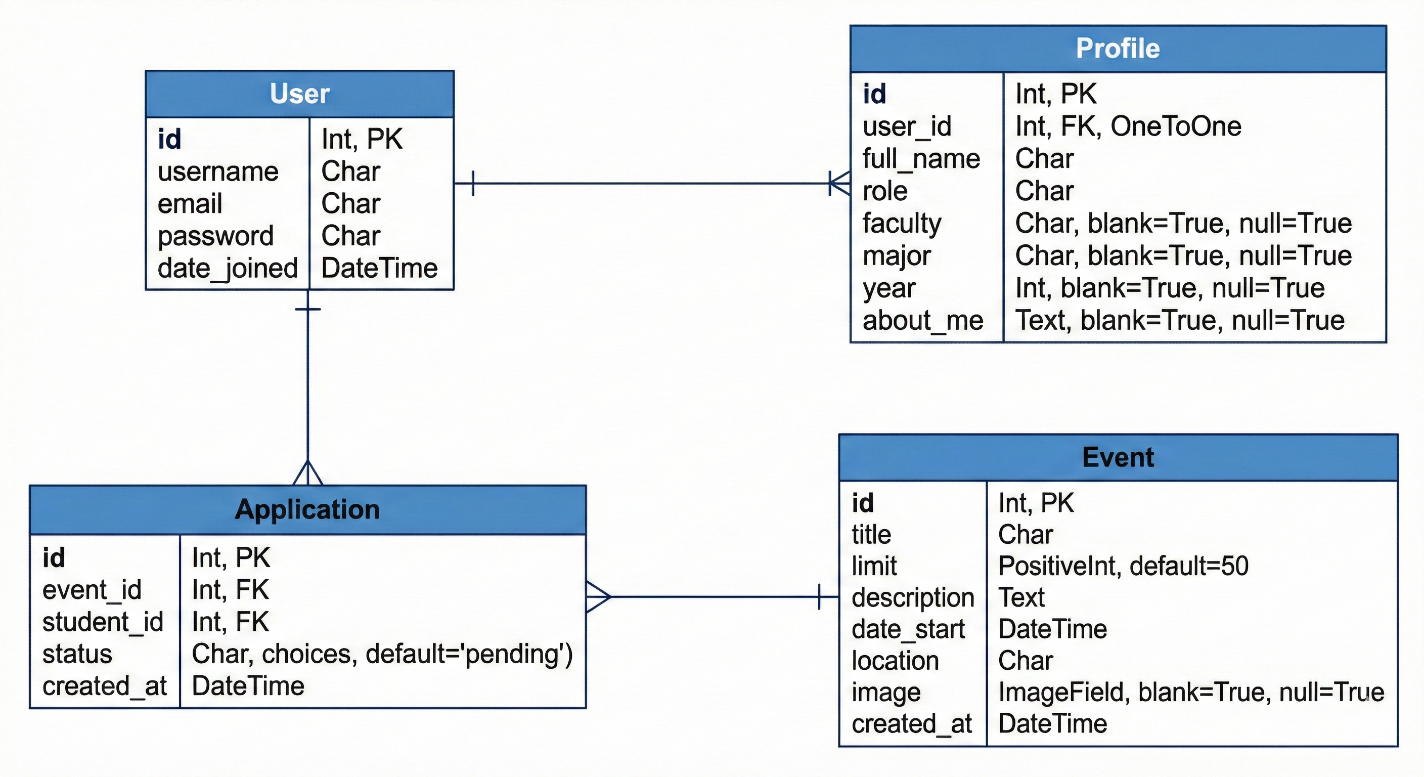 User
id Int, PK
username Char
email Char
password Char
date_joined DateTime
Profile
id Int, PK
user_id Int, FK, OneToOne
full_name Char
role Char
faculty Char, blank=True, null=True
major Char, blank=True, null=True
year Int, blank=True, null=True
about_me Text, blank=True, null=True
Application
id Int, PK
event_id Int, FK
student_id Int, FK
status Char, choices, default='pending')
created_at DateTime
Event
id Int, PK
title Char
limit PositiveInt, default=50
description Text
date_start DateTime
location Char
image ImageField, blank=True, null=True
created_at DateTime